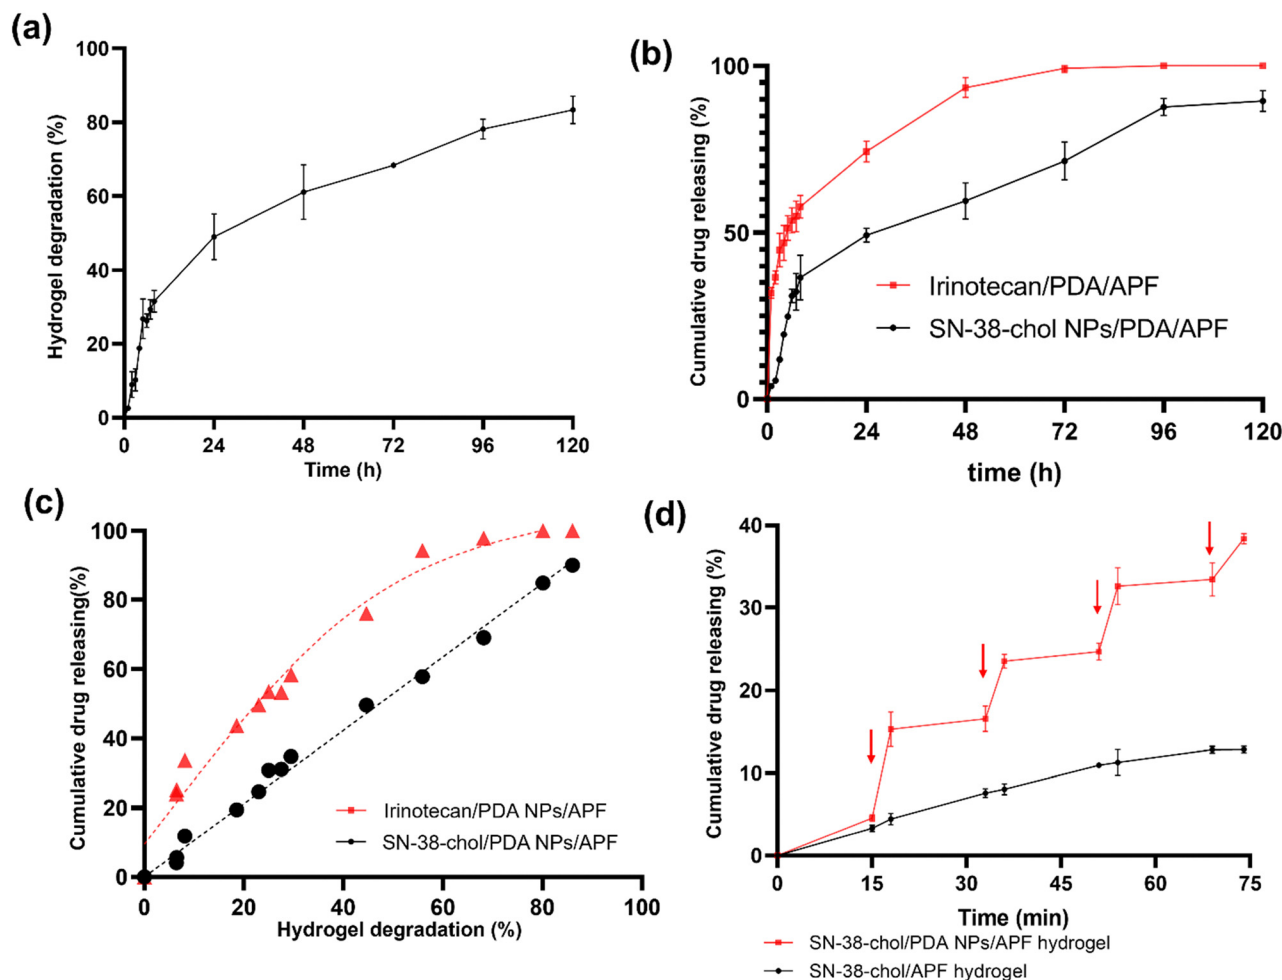 (a)
100
80
60
40
20
0
Hydrogel degradation (%)
0 24 48 72 96 120
Time (h)
(b)
100
50
0
Cumulative drug releasing (%)
Irinotecan/PDA/APF
SN-38-chol NPs/PDA/APF
0 24 48 72 96 120
time (h)
(c)
100
80
60
40
20
0
Cumulative drug releasing(%)
Irinotecan/PDA NPs/APF
SN-38-chol/PDA NPs/APF
0 20 40 60 80 100
Hydrogel degradation (%)
(d)
40
30
20
10
0
Cumulative drug releasing (%)
0 15 30 45 60 75
Time (min)
SN-38-chol/PDA NPs/APF hydrogel
SN-38-chol/APF hydrogel